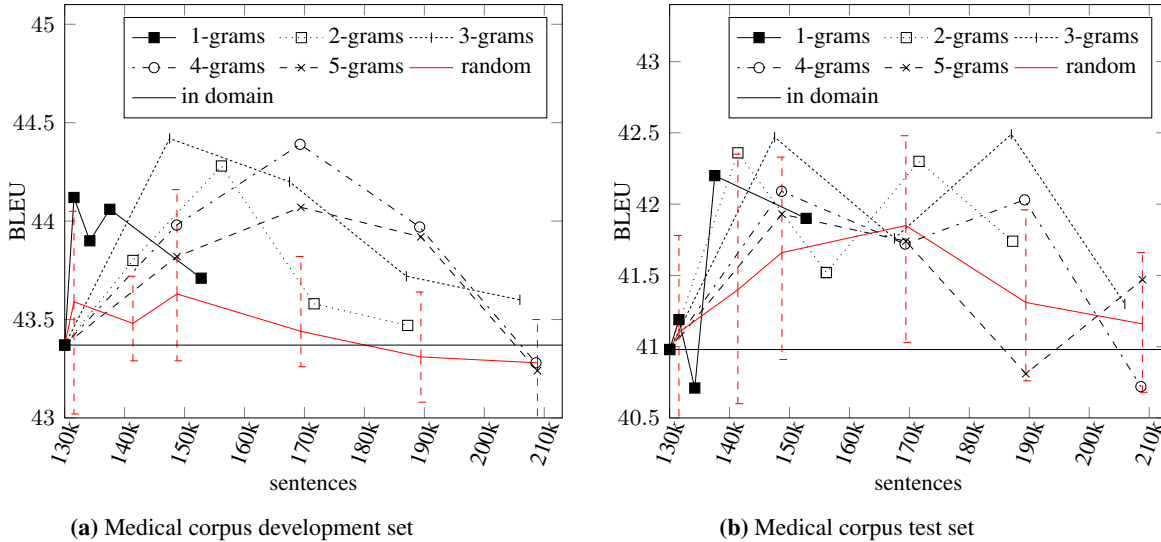 1-grams 2-grams 3-grams
4-grams 5-grams random
in domain
BLEU
45
44.5
44
43.5
43
130k 140k 150k 160k 170k 180k 190k 200k 210k
sentences
(a) Medical corpus development set
1-grams 2-grams 3-grams
4-grams 5-grams random
in domain
BLEU
43
42.5
42
41.5
41
40.5
130k 140k 150k 160k 170k 180k 190k 200k 210k
sentences
(b) Medical corpus test set